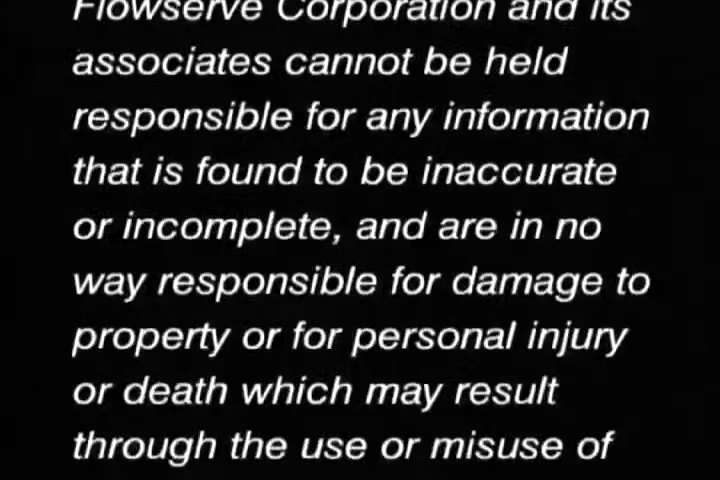 Flowserve Corporation and its
associates cannot be held
responsible for any information
that is found to be inaccurate
or incomplete, and are in no
way responsible for damage to
property or for personal injury
or death which may result
through the use or misuse of